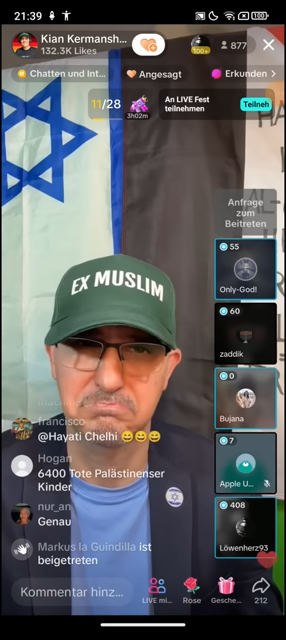 21:39
100
Kian Kermansh...
132.3K Likes
100+
877
Chatten und Int...
Angesagt
Erkunden
11/28
3h02m
An LIVE Fest
teilnehmen
Teilneh
Anfrage
zum
Beitreten
55
Only-God!
60
zaddik
EX MUSLIM
0
Bujana
7
Apple U...
408
Löwenherz93
francisco
@Hayati Chelhi 😄😄😄
Hogan
6400 Tote Palästinenser
Kinder
nur_an
Genau
Markus la Guindilla ist
beigetreten
Kommentar hinz...
LIVE mi...
Rose
Gesche...
212